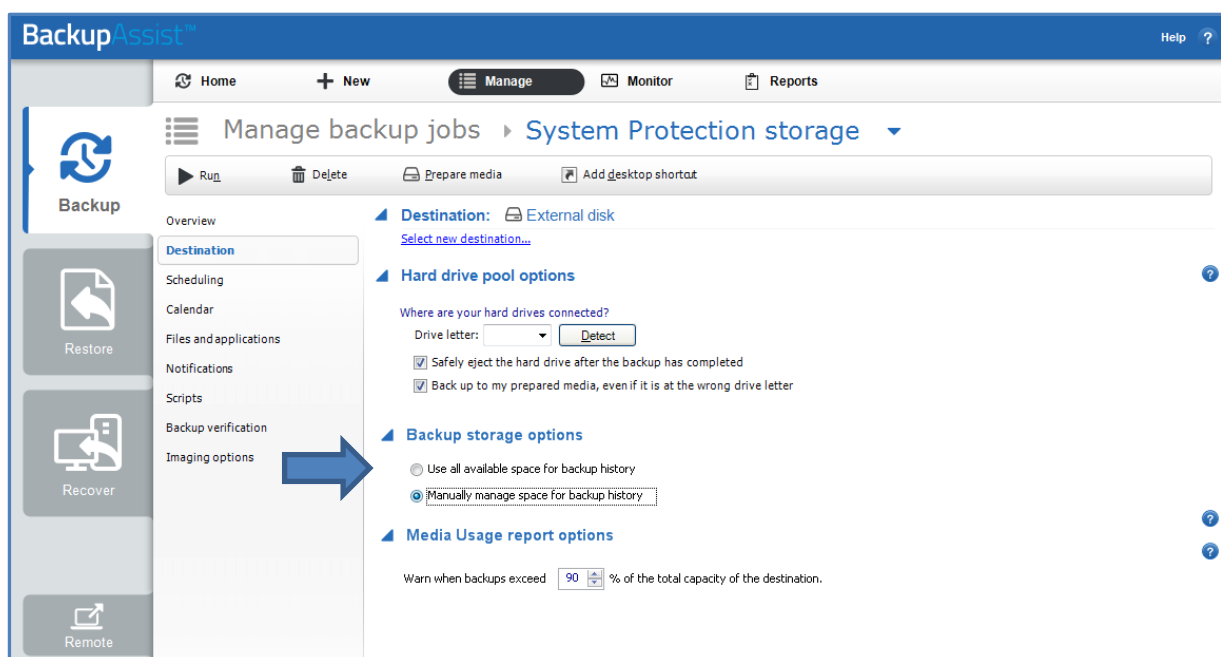 BackupAssist™
Help ?
Home New Manage Monitor Reports
Manage backup jobs System Protection storage
Run Delete Prepare media Add desktop shortcut
Backup
Restore
Recover
Remote
Overview
Destination
Scheduling
Calendar
Files and applications
Notifications
Scripts
Backup verification
Imaging options
Destination: External disk
Select new destination...
Hard drive pool options ?
Where are your hard drives connected?
Drive letter: Detect
Safely eject the hard drive after the backup has completed
Back up to my prepared media, even if it is at the wrong drive letter
Backup storage options
Use all available space for backup history
Manually manage space for backup history
?
Media Usage report options
?
Warn when backups exceed 90 % of the total capacity of the destination.